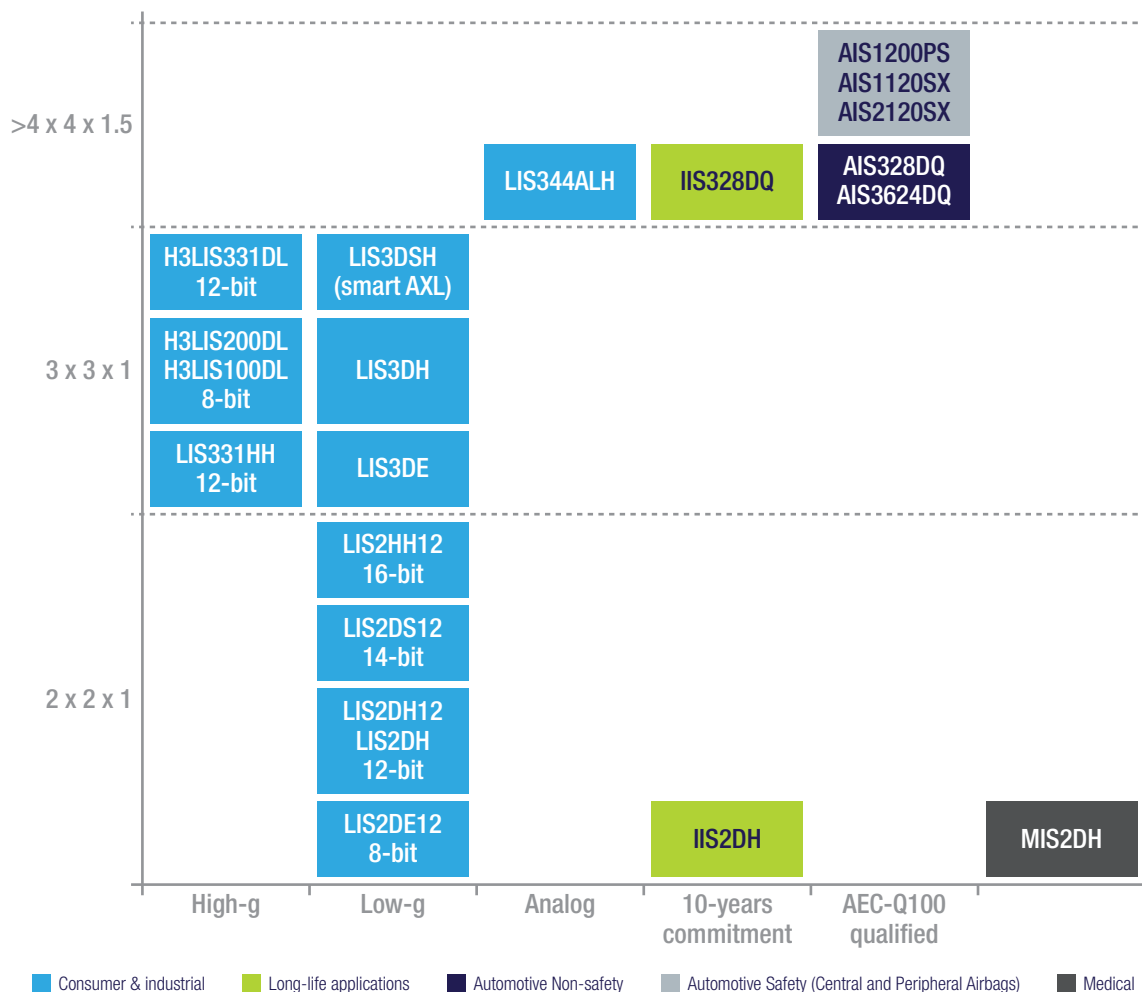 >4 x 4 x 1.5
AIS1200PS
AIS1120SX
AIS2120SX
LIS344ALH
IIS328DQ
AIS328DQ
AIS3624DQ
3 x 3 x 1
H3LIS331DL
12-bit
LIS3DSH
(smart AXL)
H3LIS200DL
H3LIS100DL
8-bit
LIS3DH
LIS331HH
12-bit
LIS3DE
2 x 2 x 1
LIS2HH12
16-bit
LIS2DS12
14-bit
LIS2DH12
LIS2DH
12-bit
LIS2DE12
8-bit
IIS2DH
MIS2DH
High-g
Low-g
Analog
10-years
commitment
AEC-Q100
qualified
Consumer & industrial
Long-life applications
Automotive Non-safety
Automotive Safety (Central and Peripheral Airbags)
Medical